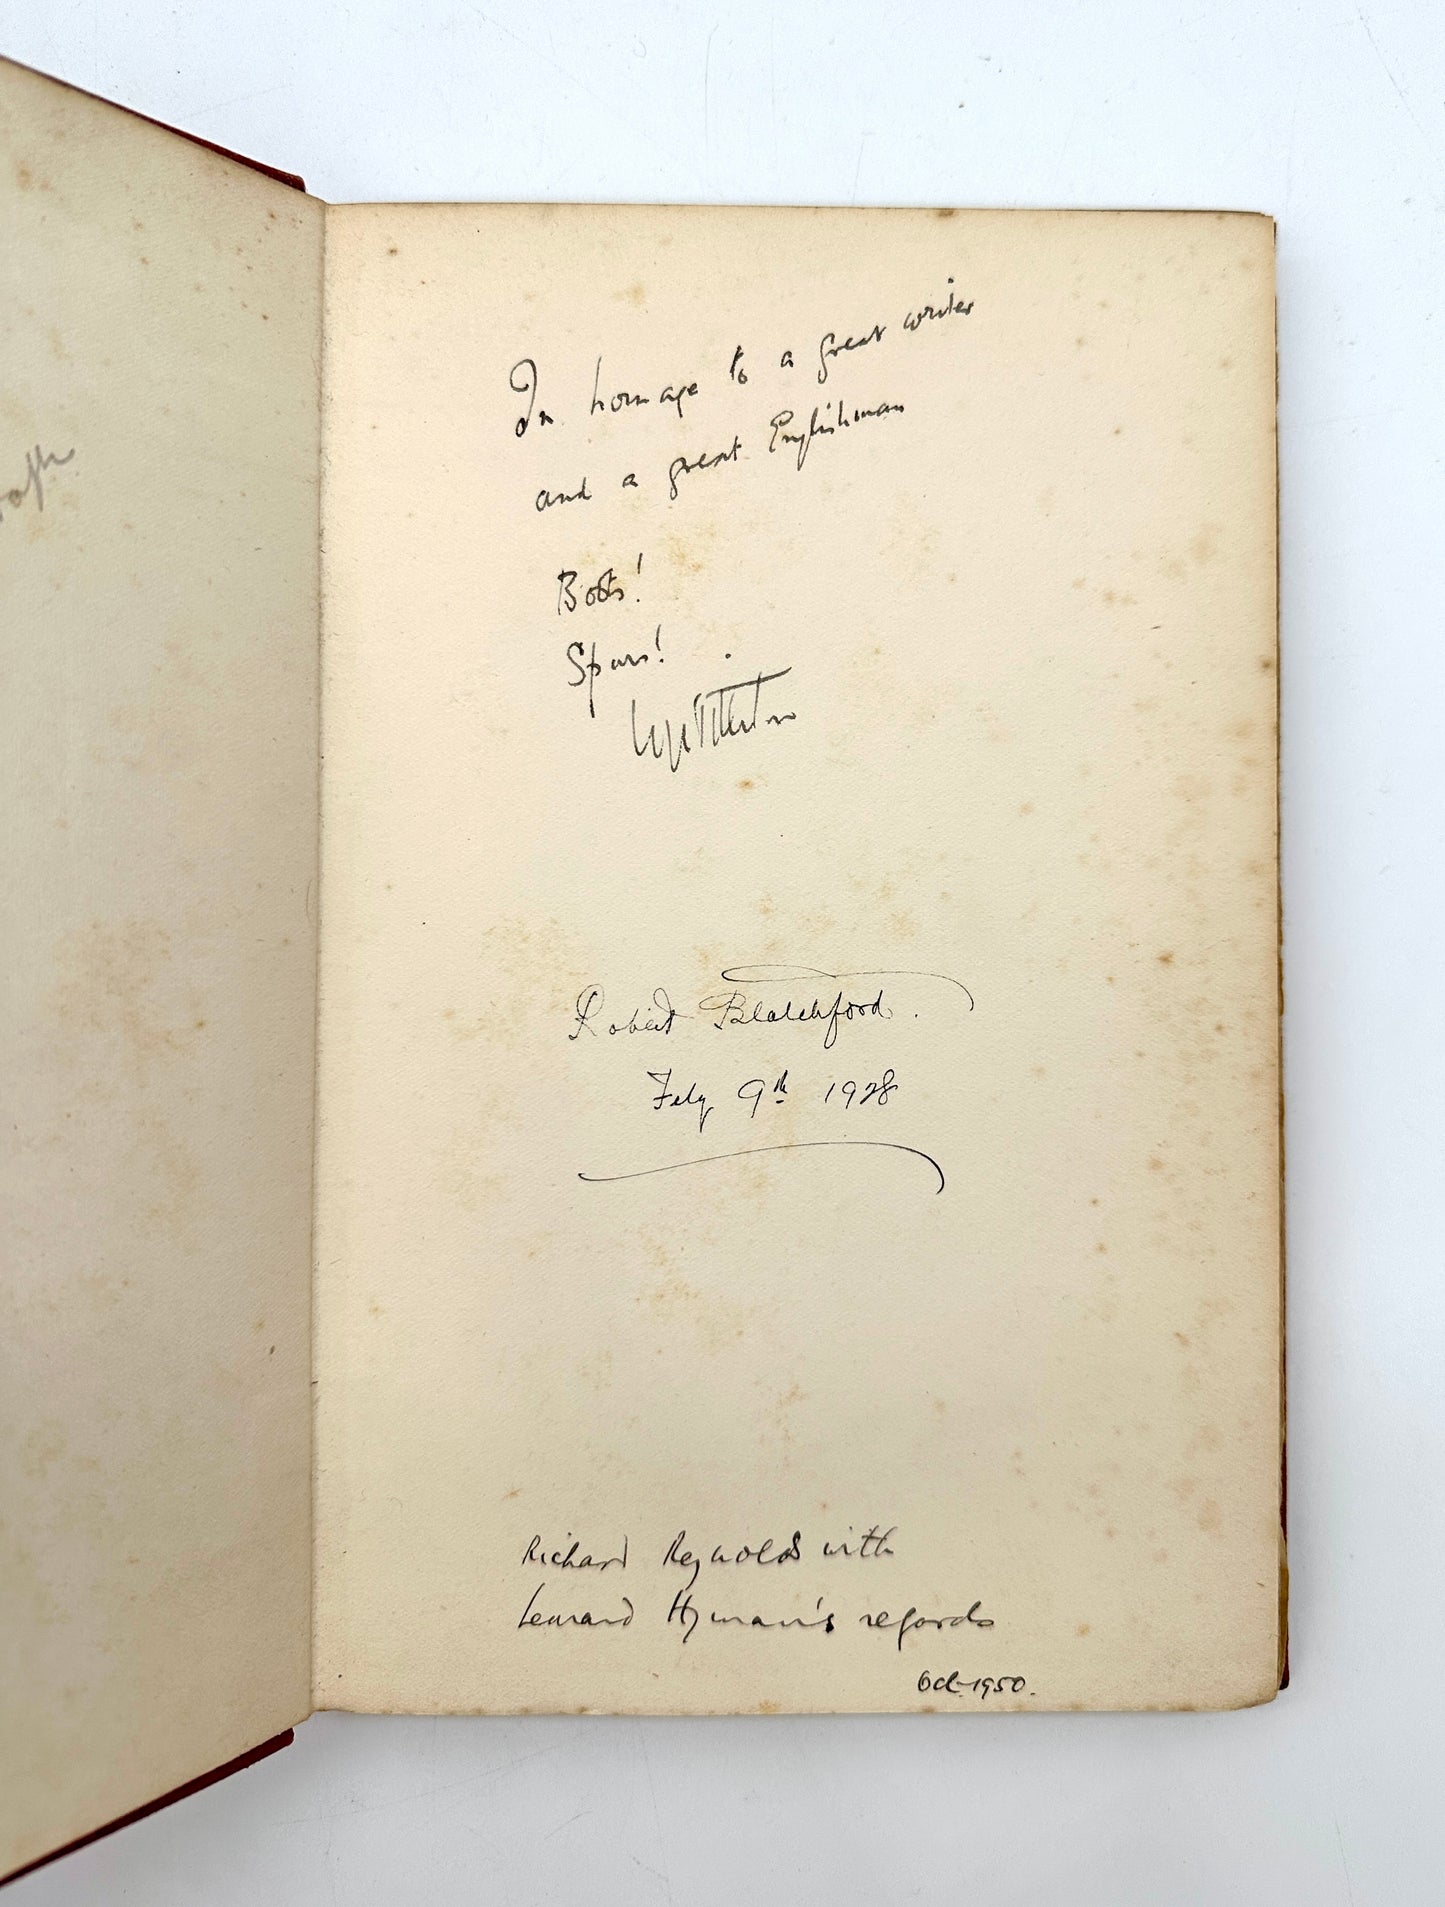 In homage to a great writer
and a great Englishman
Boots!
Spurs!
Robert Blatchford.
Feby 9th 1928
Richard Reynolds with
Leonard Hyman's regards
Oct-1950.